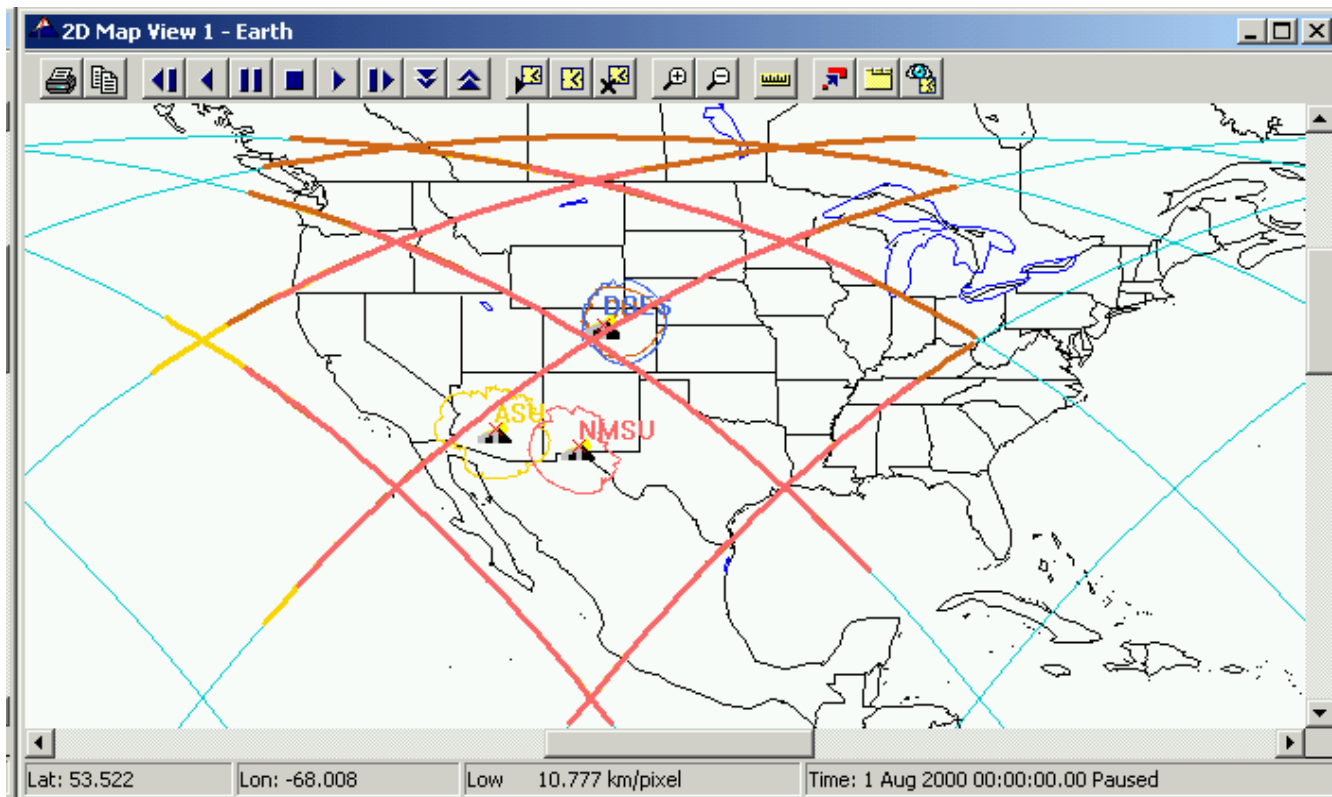 2D Map View 1 - Earth
ASU
NMSU
Lat: 53.522
Lon: -68.008
Low 10.777 km/pixel
Time: 1 Aug 2000 00:00:00.00 Paused